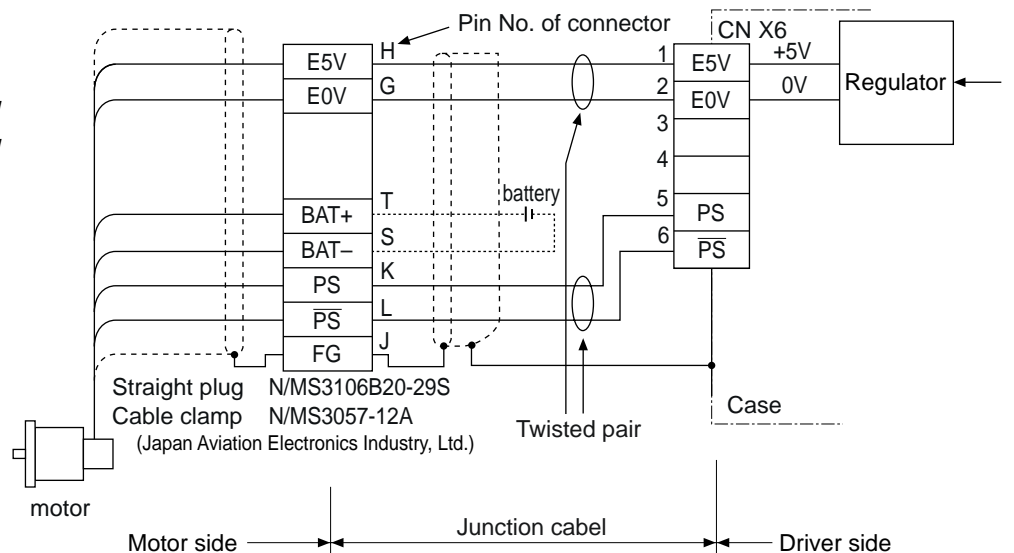 Pin No. of connector
CN X6
H
1
+5V
E5V
E5V
G
2
0V
Regulator
E0V
E0V
3
4
T
battery
5
BAT+
PS
S
6
BAT–
P̅S̅
K
PS
L
P̅S̅
J
FG
Straight plug N/MS3106B20-29S
Cable clamp N/MS3057-12A
(Japan Aviation Electronics Industry, Ltd.)
Twisted pair
Case
motor
Junction cabel
Motor side
Driver side